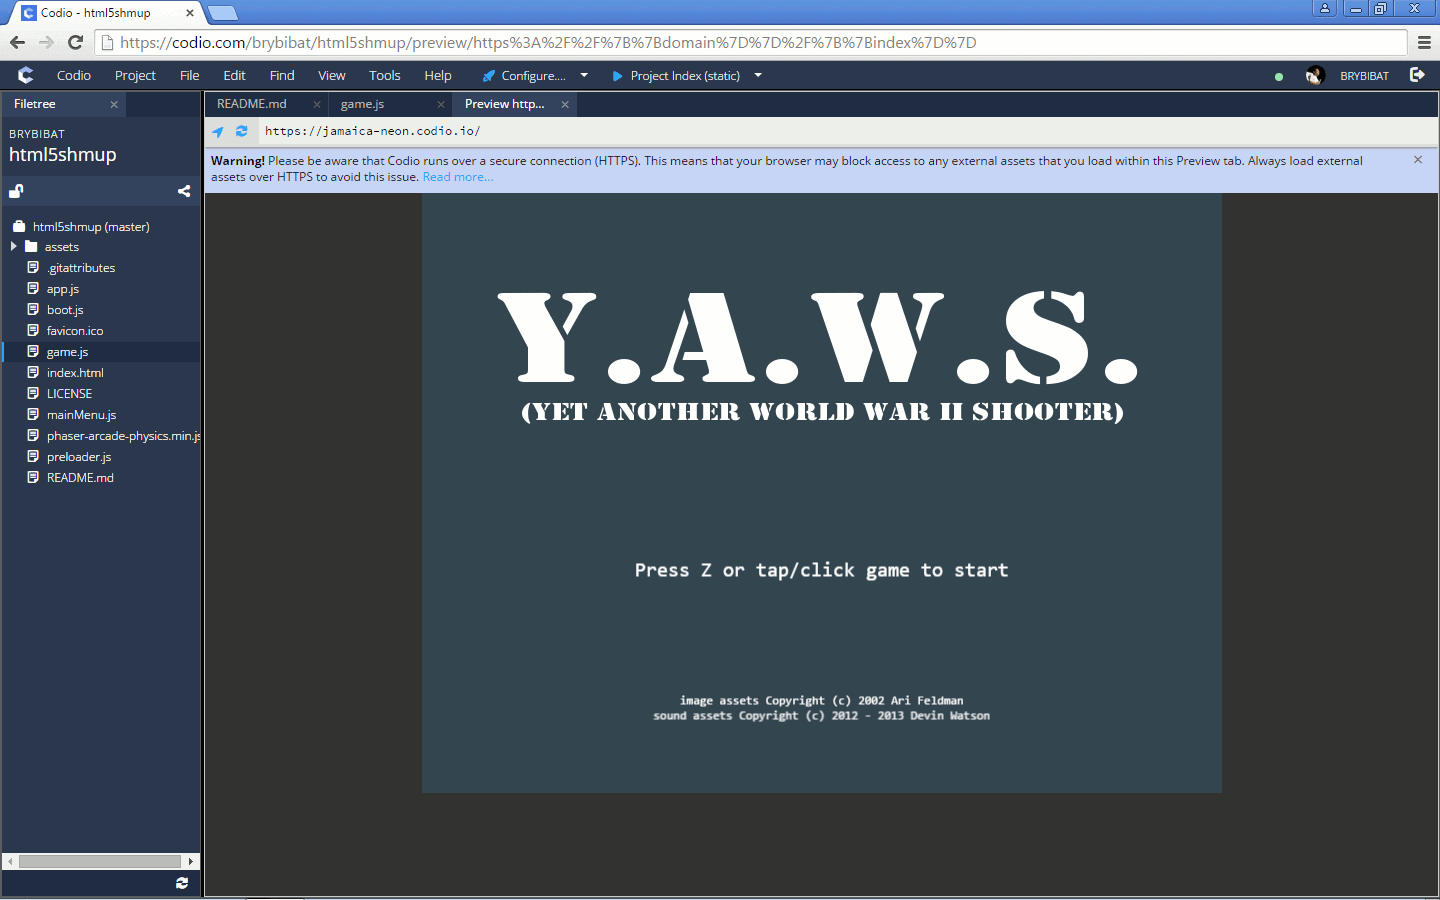 Codio - html5shmup
https://codio.com/brybibat/html5shmup/preview/https%3A%2F%2F%7B%7Bdomain%7D%7D%2F%7B%7Bindex%7D%7D
Codio Project File Edit Find View Tools Help Configure.... Project Index (static) BRYBIBAT
Filetree
README.md game.js Preview http...
BRYBIBAT
html5shmup
https://jamaica-neon.codio.io/
Warning! Please be aware that Codio runs over a secure connection (HTTPS). This means that your browser may block access to any external assets that you load within this Preview tab. Always load external
assets over HTTPS to avoid this issue. Read more...
html5shmup (master)
assets
.gitattributes
app.js
boot.js
favicon.ico
game.js
index.html
LICENSE
mainMenu.js
phaser-arcade-physics.min.js
preloader.js
README.md
Y.A.W.S.
(YET ANOTHER WORLD WAR II SHOOTER)
Press Z or tap/click game to start
image assets Copyright (c) 2002 Ari Feldman
sound assets Copyright (c) 2012 - 2013 Devin Watson